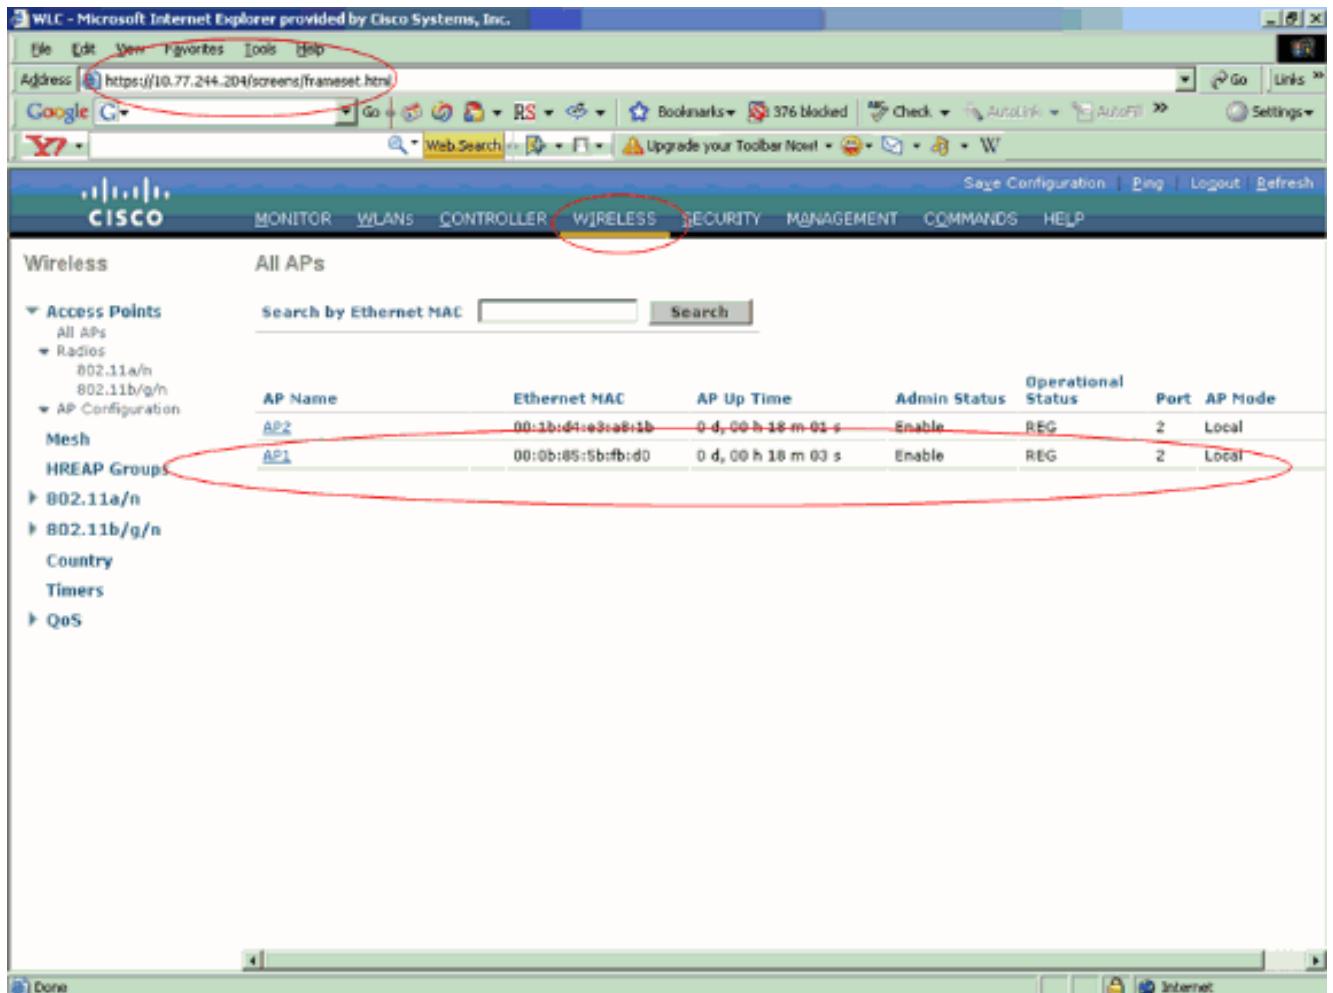 WLC - Microsoft Internet Explorer provided by Cisco Systems, Inc.
File Edit View Favorites Tools Help
Address https://10.77.244.204/screens/frameset.html Go Links »
Google G Go RS Bookmarks 376 blocked Check AutoLink AutoFill » Settings
Y7 Web Search Upgrade your Toolbar Now! W
Save Configuration | Ping | Logout | Refresh
CISCO MONITOR WLANs CONTROLLER WIRELESS SECURITY MANAGEMENT COMMANDS HELP
Wireless
Access Points
All APs
Radios
802.11a/n
802.11b/g/n
AP Configuration
Mesh
HREAP Groups
802.11a/n
802.11b/g/n
Country
Timers
QoS
All APs
Search by Ethernet MAC Search
AP Name Ethernet MAC AP Up Time Admin Status Operational Status Port AP Mode
AP2 00:1b:d4:e3:a8:1b 0 d, 00 h 18 m 01 s Enable REG 2 Local
AP1 00:0b:85:5b:fb:d0 0 d, 00 h 18 m 03 s Enable REG 2 Local
Done Internet